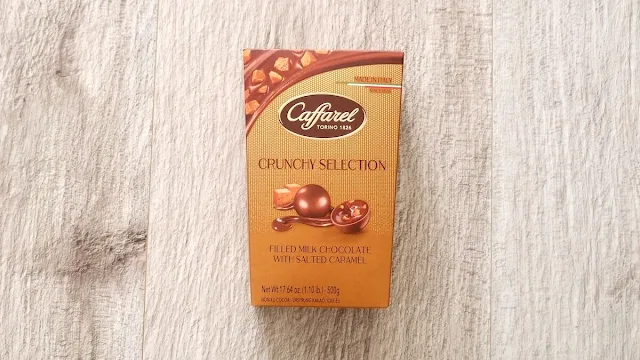 MADE IN ITALY
Caffarel
TORINO 1826
CRUNCHY SELECTION
FILLED MILK CHOCOLATE
WITH SALTED CARAMEL
Net Wt 17.64 oz. (1.10 lb.) - 500g